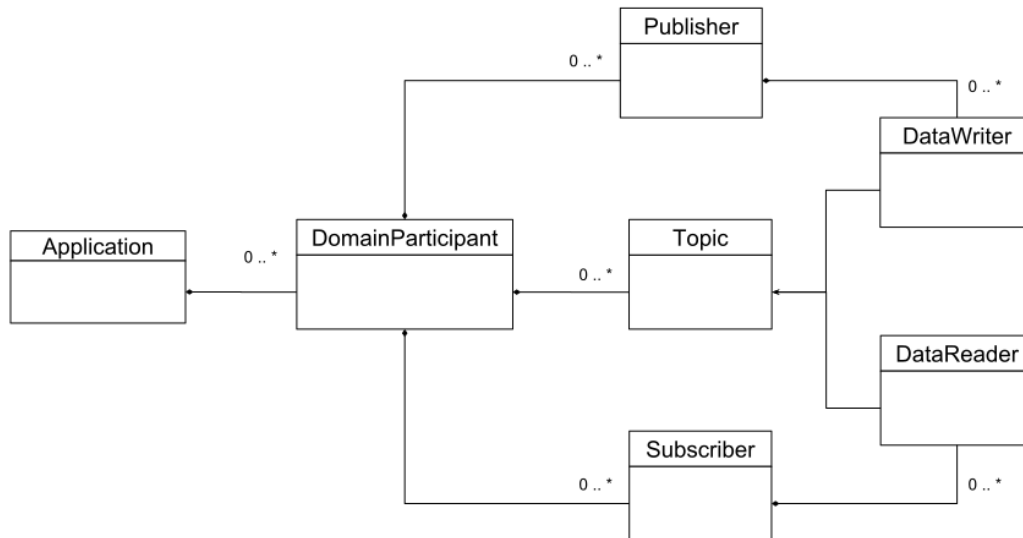 Publisher
0 .. *
0 .. *
DataWriter
Application
0 .. *
DomainParticipant
0 .. *
Topic
DataReader
Subscriber
0 .. *
0 .. *